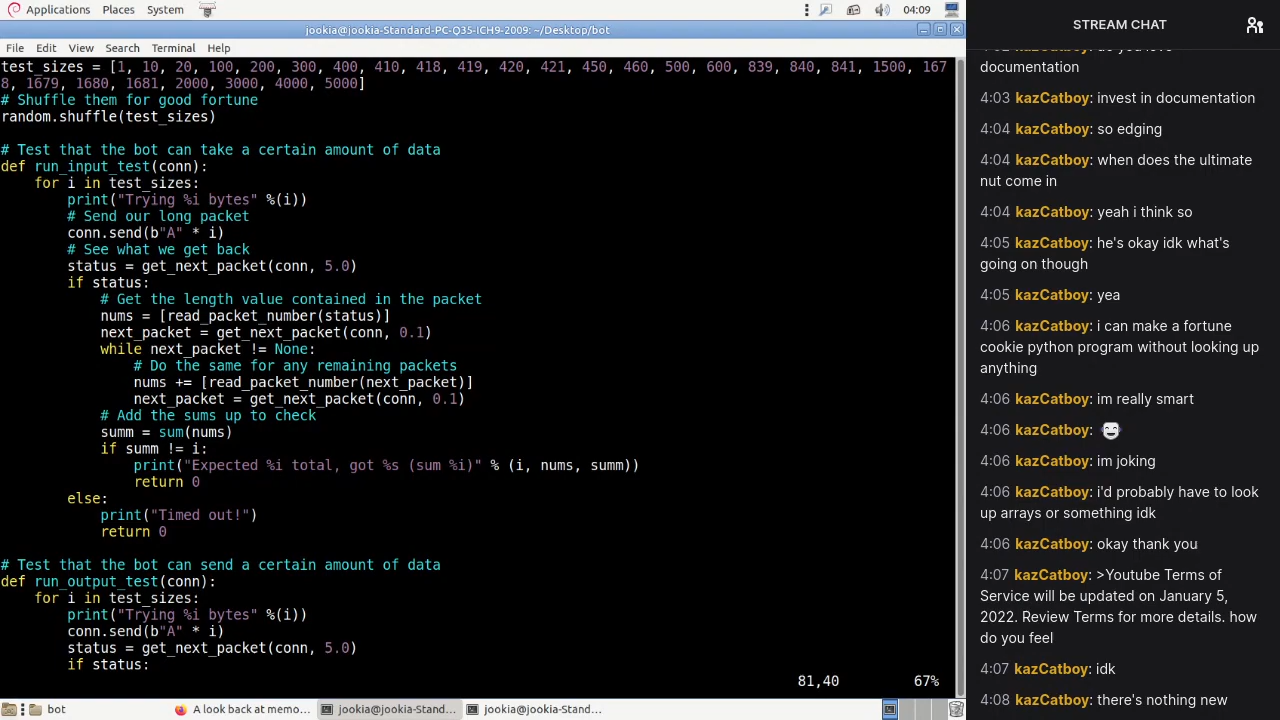 Applications Places System 04:09
jookia@jookia-Standard-PC-Q35-ICH9-2009: ~/Desktop/bot
File Edit View Search Terminal Help
test_sizes = [1, 10, 20, 100, 200, 300, 400, 410, 418, 419, 420, 421, 450, 460, 500, 600, 839, 840, 841, 1500, 167
8, 1679, 1680, 1681, 2000, 3000, 4000, 5000]
# Shuffle them for good fortune
random.shuffle(test_sizes)
# Test that the bot can take a certain amount of data
def run_input_test(conn):
    for i in test_sizes:
        print("Trying %i bytes" %(i))
        # Send our long packet
        conn.send(b"A" * i)
        # See what we get back
        status = get_next_packet(conn, 5.0)
        if status:
            # Get the length value contained in the packet
            nums = [read_packet_number(status)]
            next_packet = get_next_packet(conn, 0.1)
            while next_packet != None:
                # Do the same for any remaining packets
                nums += [read_packet_number(next_packet)]
                next_packet = get_next_packet(conn, 0.1)
            # Add the sums up to check
            summ = sum(nums)
            if summ != i:
                print("Expected %i total, got %s (sum %i)" % (i, nums, summ))
                return 0
        else:
            print("Timed out!")
            return 0
# Test that the bot can send a certain amount of data
def run_output_test(conn):
    for i in test_sizes:
        print("Trying %i bytes" %(i))
        conn.send(b"A" * i)
        status = get_next_packet(conn, 5.0)
        if status:
81,40 67%
bot A look back at memo... jookia@jookia-Stand... jookia@jookia-Stand...
STREAM CHAT
documentation
4:03 kazCatboy: invest in documentation
4:04 kazCatboy: so edging
4:04 kazCatboy: when does the ultimate
nut come in
4:04 kazCatboy: yeah i think so
4:05 kazCatboy: he's okay idk what's
going on though
4:05 kazCatboy: yea
4:06 kazCatboy: i can make a fortune
cookie python program without looking up
anything
4:06 kazCatboy: im really smart
4:06 kazCatboy:
4:06 kazCatboy: im joking
4:06 kazCatboy: i'd probably have to look
up arrays or something idk
4:06 kazCatboy: okay thank you
4:07 kazCatboy: >Youtube Terms of
Service will be updated on January 5,
2022. Review Terms for more details. how
do you feel
4:07 kazCatboy: idk
4:08 kazCatboy: there's nothing new